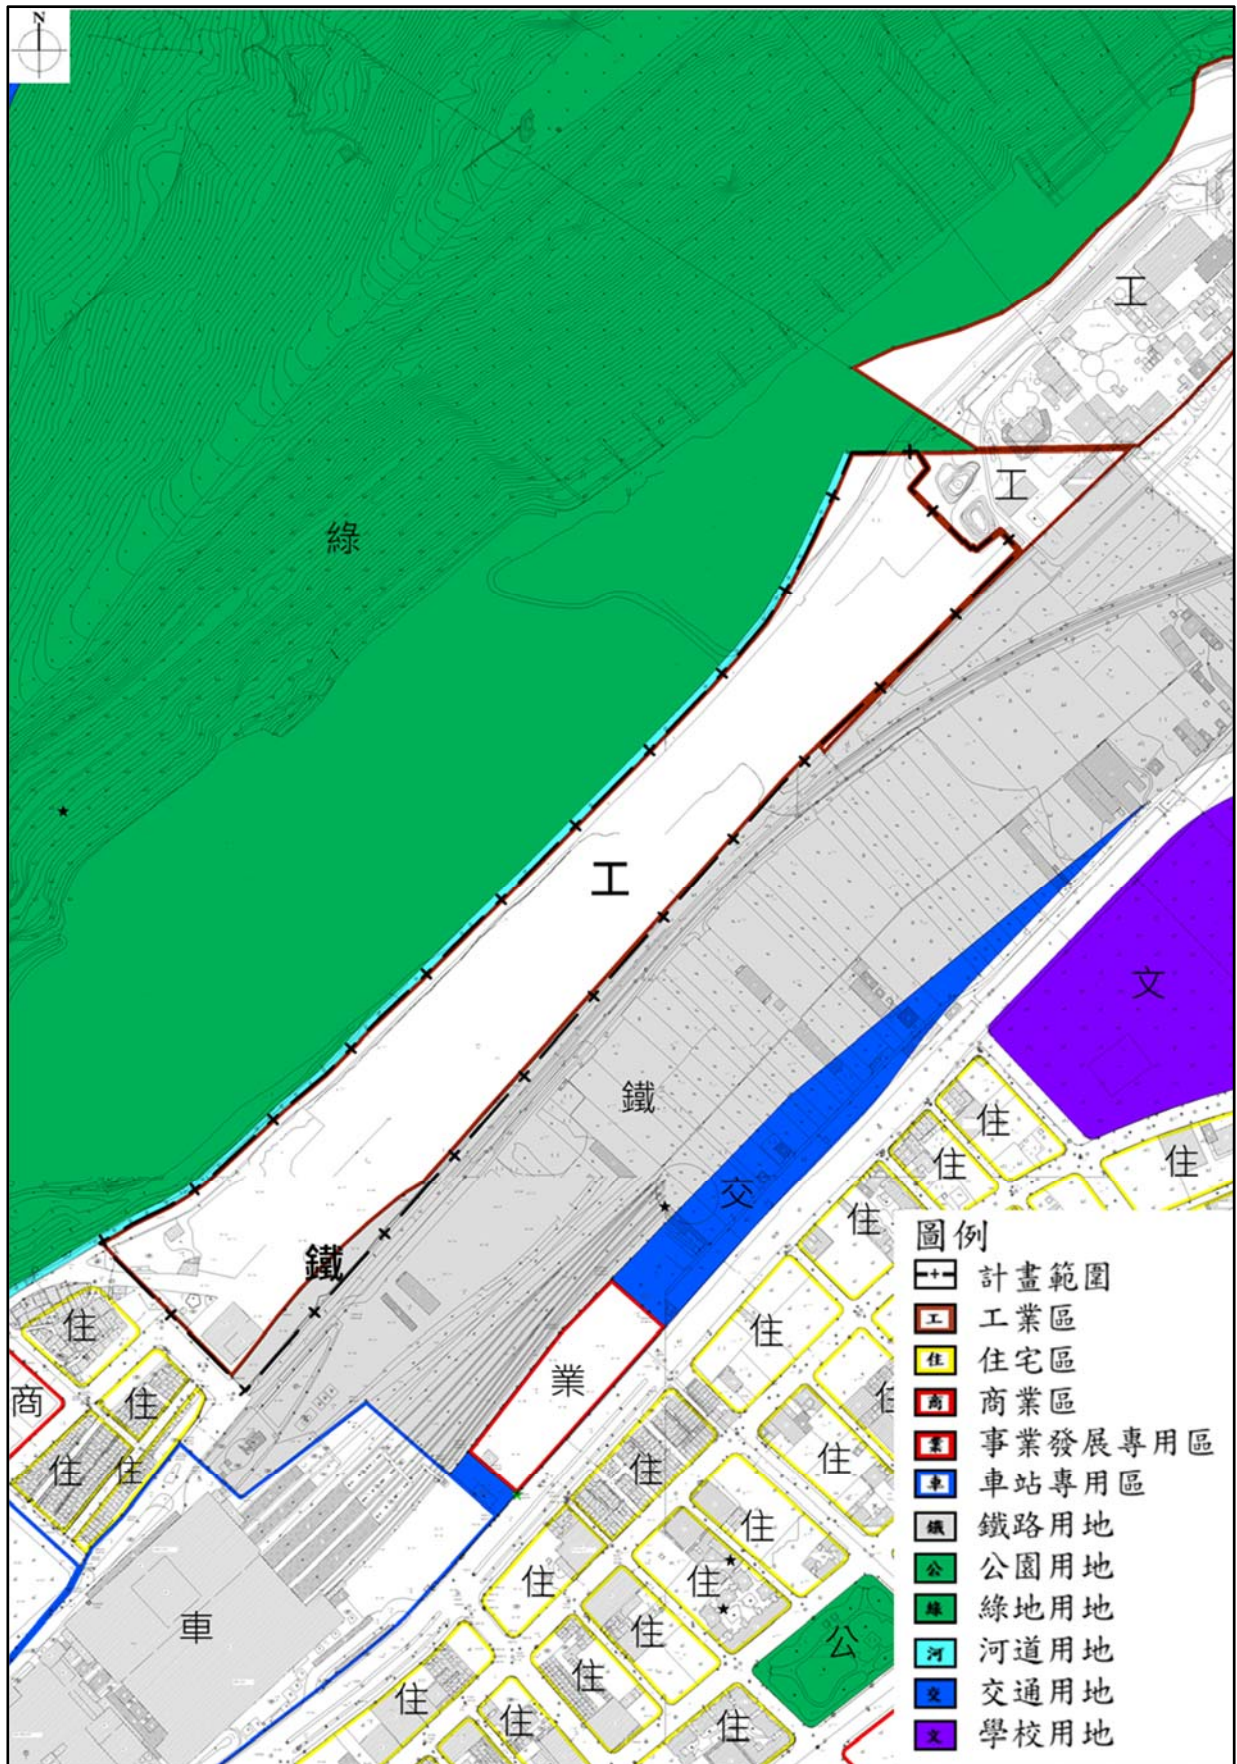 N
工
工
綠
工
文
鐵
交
住
住
住
住
鐵
住
住
業
商
住
住
住
住
住
住
住
住
住
住
車
住
公
住
住
住
住
圖例
計畫範圍
工 工業區
住 住宅區
商 商業區
業 事業發展專用區
車 車站專用區
鐵 鐵路用地
公 公園用地
綠 綠地用地
河 河道用地
交 交通用地
文 學校用地